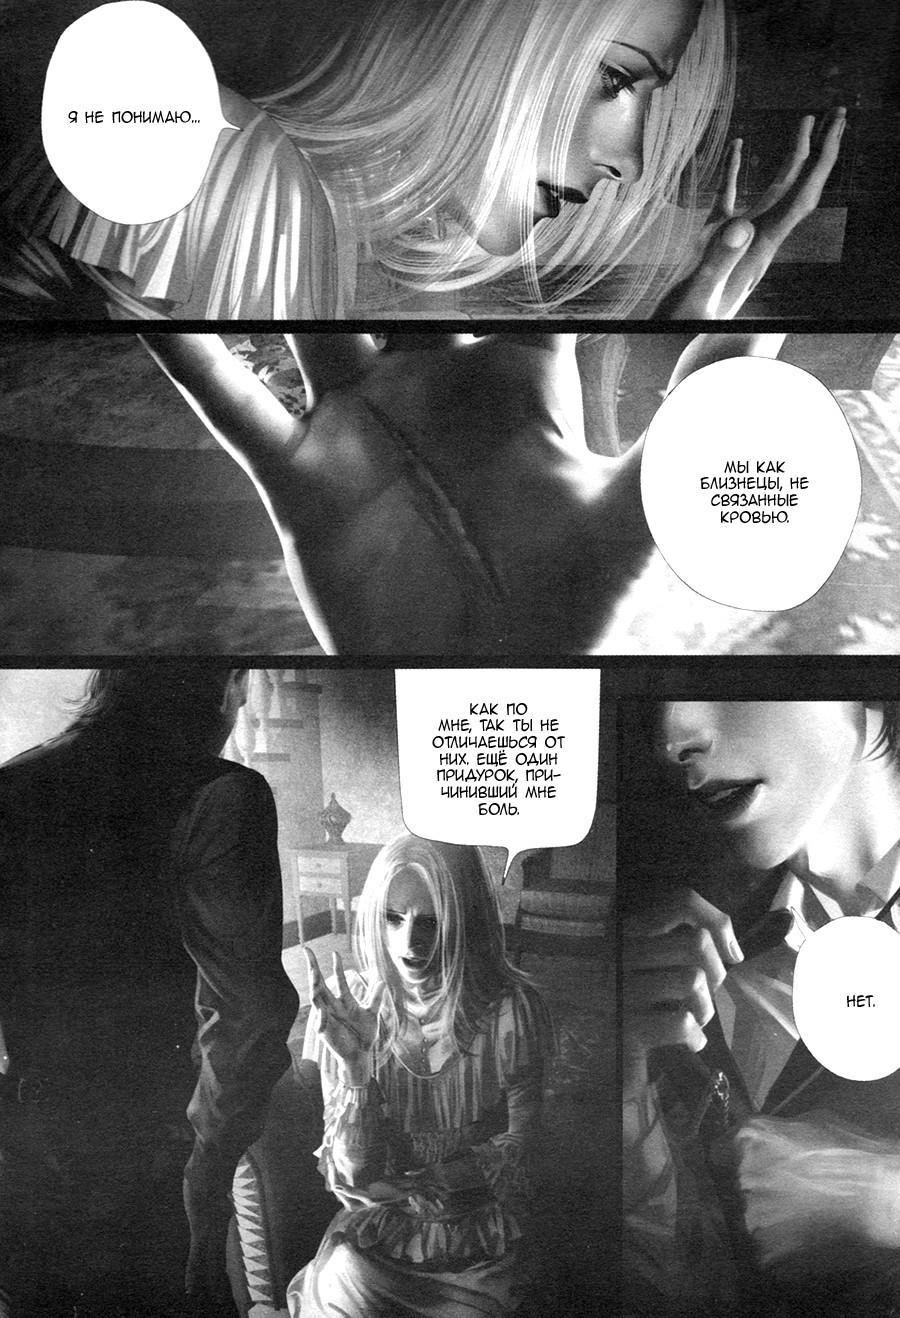 Я НЕ ПОНИМАЮ...
МЫ КАК
БЛИЗНЕЦЫ, НЕ
СВЯЗАННЫЕ
КРОВЬЮ.
КАК ПО
МНЕ, ТАК ТЫ НЕ
ОТЛИЧАЕШЬСЯ ОТ
НИХ. ЕЩЁ ОДИН
ПРИДУРОК, ПРИ-
ЧИНИВШИЙ МНЕ
БОЛЬ.
НЕТ.